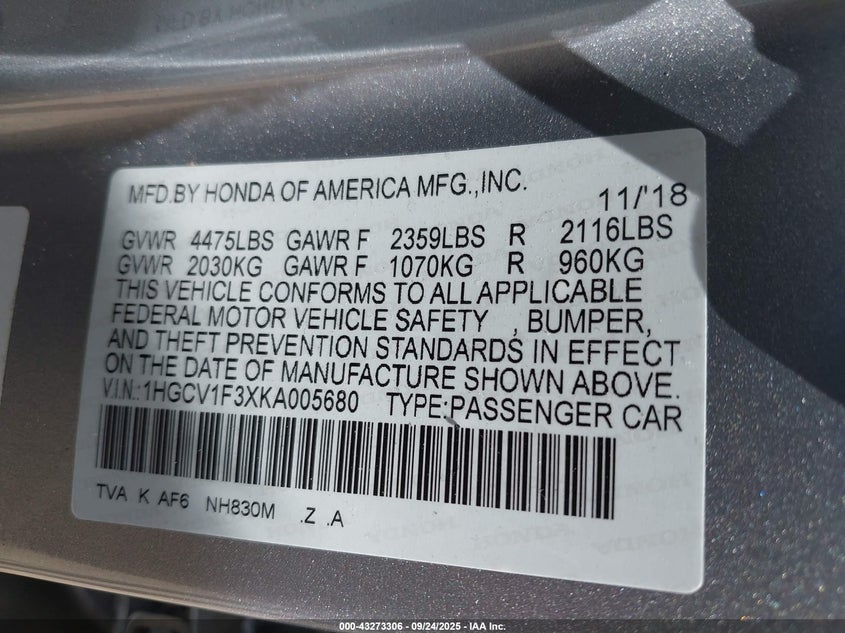 MFD.BY HONDA OF AMERICA MFG.,INC. 11/'18
GVWR 4475LBS GAWR F 2359LBS R 2116LBS
GVWR 2030KG GAWR F 1070KG R 960KG
THIS VEHICLE CONFORMS TO ALL APPLICABLE
FEDERAL MOTOR VEHICLE SAFETY , BUMPER,
AND THEFT PREVENTION STANDARDS IN EFFECT
ON THE DATE OF MANUFACTURE SHOWN ABOVE.
V.I.N.:1HGCV1F3XKA005680 TYPE:PASSENGER CAR
TVA K AF6 NH830M .Z .A
000-43273306 - 09/24/2025 - IAA Inc.